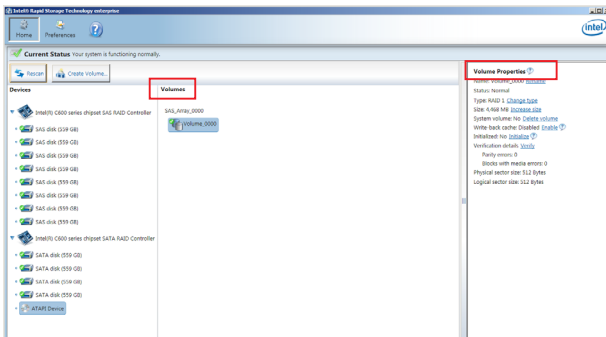 Intel® Rapid Storage Technology enterprise
Home
Preferences
intel
Current Status Your system is functioning normally.
Rescan
Create Volume...
Devices
Intel(R) C600 series chipset SAS RAID Controller
SAS disk (559 GB)
SAS disk (559 GB)
SAS disk (559 GB)
SAS disk (559 GB)
SAS disk (559 GB)
SAS disk (559 GB)
SAS disk (559 GB)
SAS disk (559 GB)
Intel(R) C600 series chipset SATA RAID Controller
SATA disk (559 GB)
SATA disk (559 GB)
SATA disk (559 GB)
SATA disk (559 GB)
ATAPI Device
Volumes
SAS_Array_0000
Volume_0000
Volume Properties ?
Name: Volume_0000 Rename
Status: Normal
Type: RAID 1 Change type
Size: 4,468 MB Increase size
System volume: No Delete volume
Write back cache: Disabled Enable ?
Initialized: No Initialize ?
Verification details Verify
Parity errors: 0
Blocks with media errors: 0
Physical sector size: 512 Bytes
Logical sector size: 512 Bytes